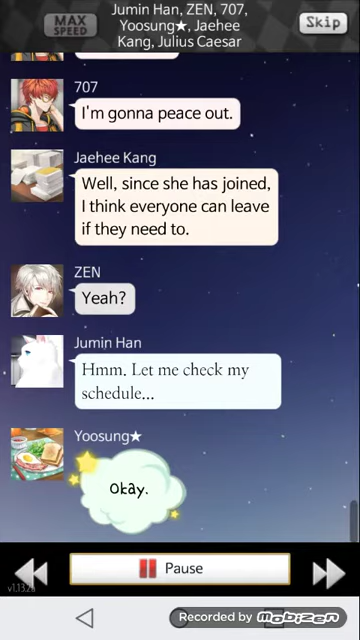 Jumin Han, ZEN, 707,
Yoosung★, Jaehee
Kang, Julius Caesar
MAX
SPEED
Skip
707
I'm gonna peace out.
Jaehee Kang
Well, since she has joined,
I think everyone can leave
if they need to.
ZEN
Yeah?
Jumin Han
Hmm. Let me check my
schedule...
Yoosung★
Okay.
Pause
Recorded by Mobizen